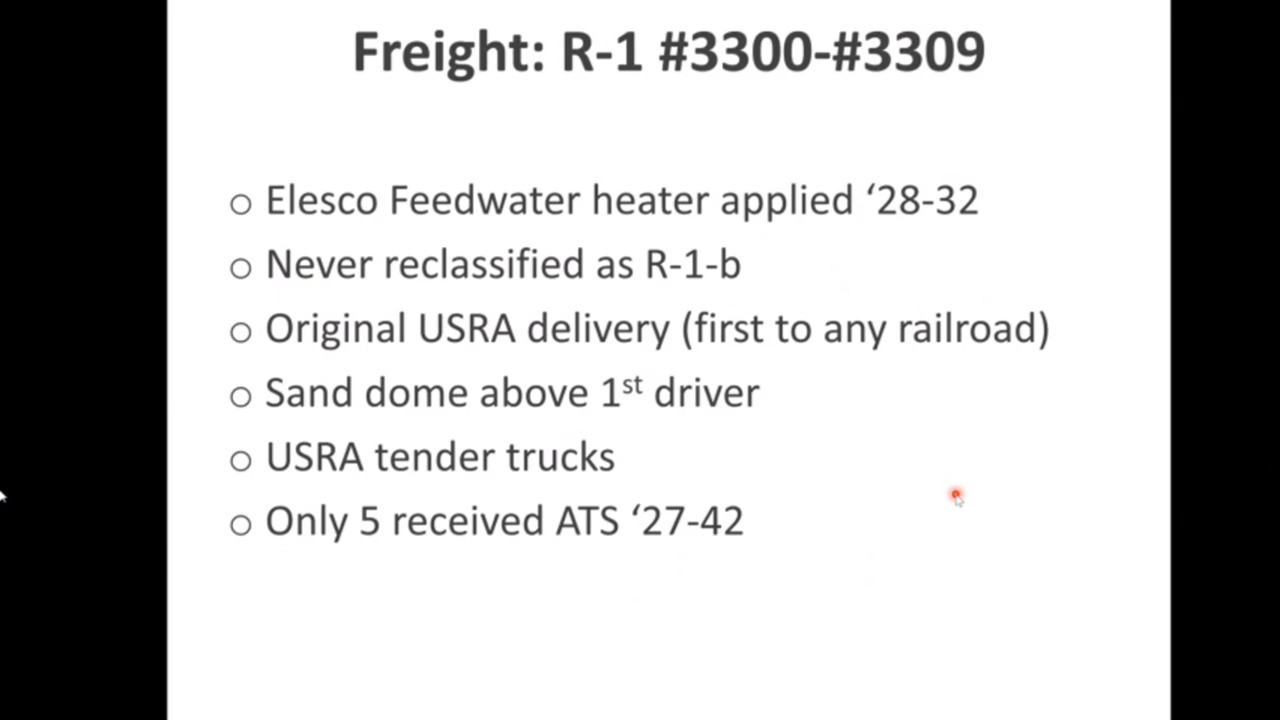 Freight: R-1 #3300-#3309
○ Elesco Feedwater heater applied ‘28-32
○ Never reclassified as R-1-b
○ Original USRA delivery (first to any railroad)
○ Sand dome above 1st driver
○ USRA tender trucks
○ Only 5 received ATS ‘27-42